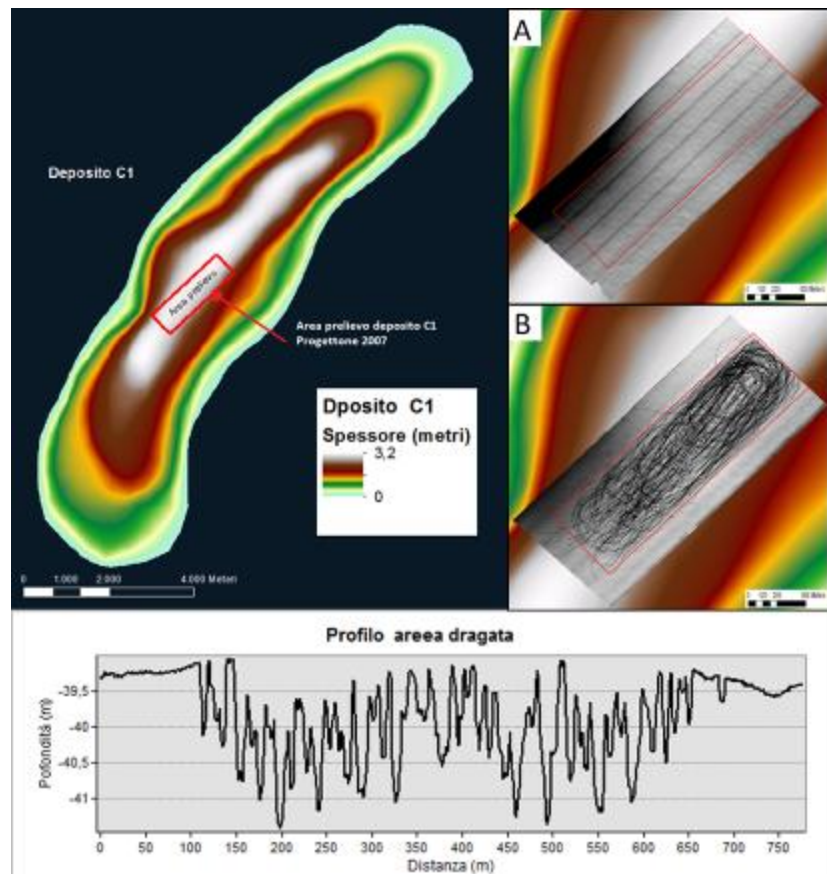 Deposito C1
Area prelievo
Area prelievo deposito C1
Progettone 2007
Dposito C1
Spessore (metri)
3,2
0
0 1.000 2.000 4.000 Meteri
A
B
Profilo areea dragata
Pofondità (m)
-39,5
-40
-40,5
-41
0 50 100 150 200 250 300 350 400 450 500 550 600 650 700 750
Distanza (m)